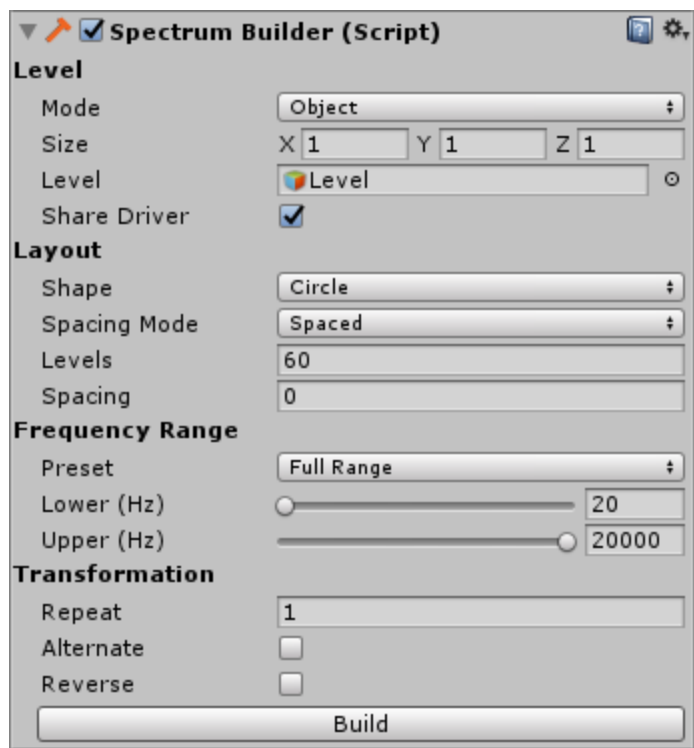 Spectrum Builder (Script)
Level
Mode Object
Size X 1 Y 1 Z 1
Level Level
Share Driver
Layout
Shape Circle
Spacing Mode Spaced
Levels 60
Spacing 0
Frequency Range
Preset Full Range
Lower (Hz) 20
Upper (Hz) 20000
Transformation
Repeat 1
Alternate
Reverse
Build